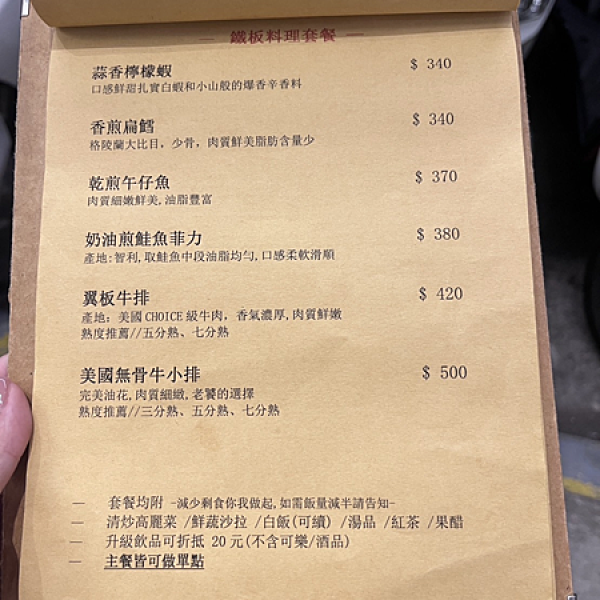 — 鐵板料理套餐 —
蒜香檸檬蝦 $ 340
口感鮮甜扎實白蝦和小山般的爆香辛香料
香煎扁鱈 $ 340
格陵蘭大比目，少骨，肉質鮮美脂肪含量少
乾煎午仔魚 $ 370
肉質細嫩鮮美,油脂豐富
奶油煎鮭魚菲力 $ 380
產地:智利,取鮭魚中段油脂均勻,口感柔軟滑順
翼板牛排 $ 420
產地：美國CHOICE級牛肉，香氣濃厚,肉質鮮嫩
熟度推薦//五分熟、七分熟
美國無骨牛小排 $ 500
完美油花,肉質細緻,老饕的選擇
熟度推薦//三分熟、五分熟、七分熟
— 套餐均附 -減少剩食你我做起,如需飯量減半請告知-
— 清炒高麗菜 /鮮蔬沙拉 /白飯(可續) /湯品 /紅茶 /果醋
— 升級飲品可折抵 20元(不含可樂/酒品)
— 主餐皆可做單點